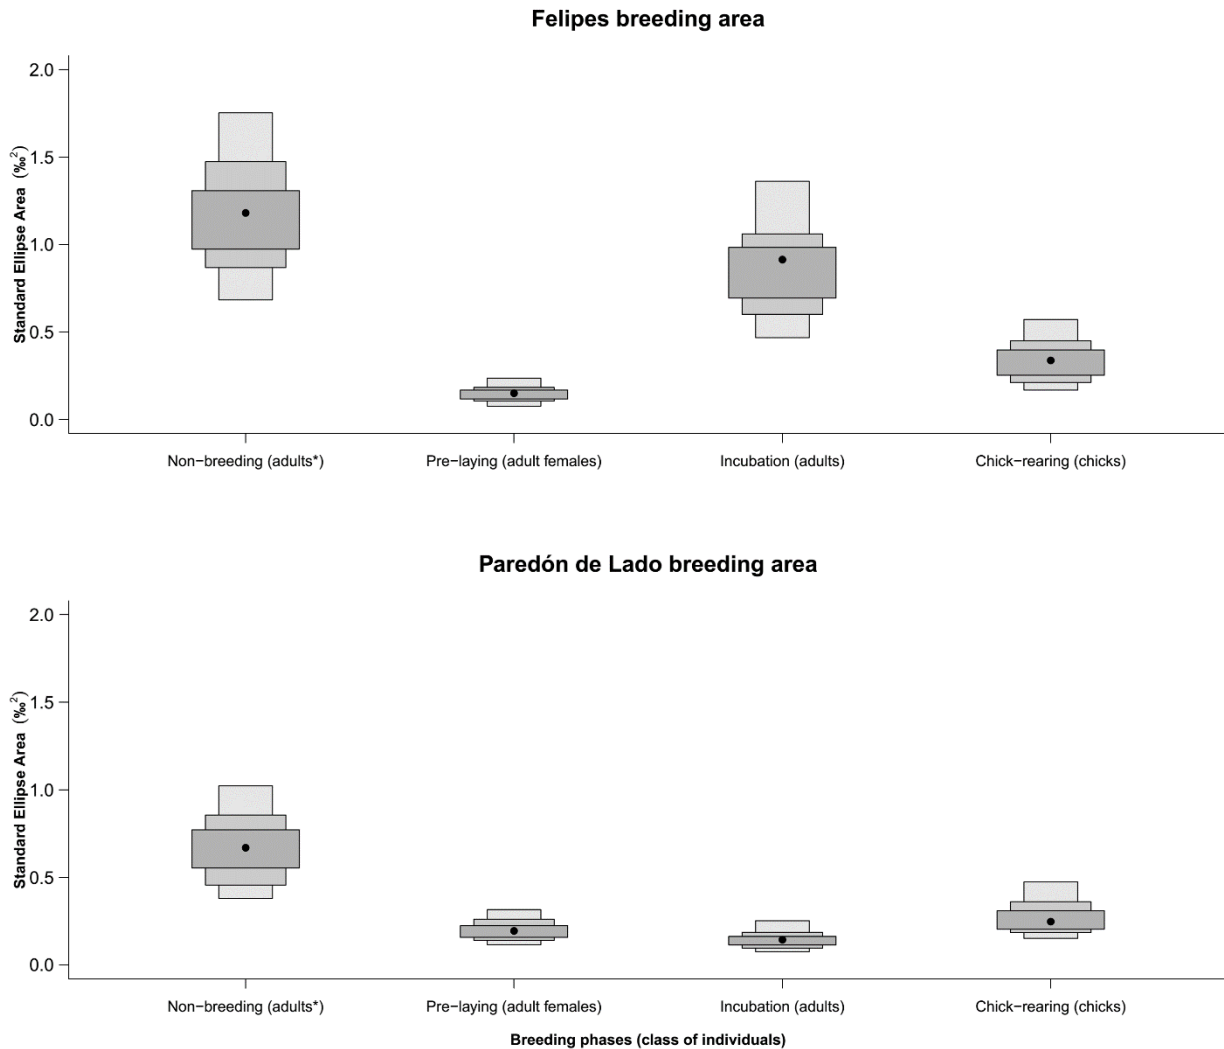 Felipes breeding area
2.0
1.5
1.0
0.5
0.0
Standard Ellipse Area (‰²)
Non−breeding (adults*) Pre−laying (adult females) Incubation (adults) Chick−rearing (chicks)
Paredón de Lado breeding area
2.0
1.5
1.0
0.5
0.0
Standard Ellipse Area (‰²)
Non−breeding (adults*) Pre−laying (adult females) Incubation (adults) Chick−rearing (chicks)
Breeding phases (class of individuals)